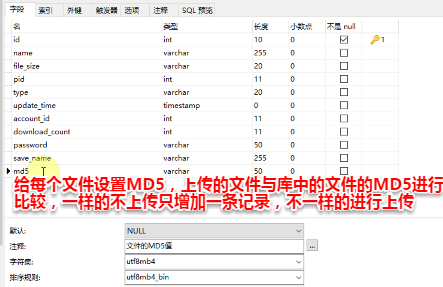 字段 索引 外键 触发器 选项 注释 SQL 预览
名 类型 长度 小数点 不是 null
id int 10 0 1
name varchar 255 0
file_size varchar 20 0
pid int 11 0
type varchar 20 0
update_time timestamp 0 0
account_id int 11 0
download_count int 11 0
password varchar 50 0
save_name varchar 255 0
md5 varchar 50 0
给每个文件设置MD5，上传的文件与库中的文件的MD5进行
比较，一样的不上传只增加一条记录，不一样的进行上传
默认: NULL
注释: 文件的MD5值 ...
字符集: utf8mb4
排序规则: utf8mb4_bin